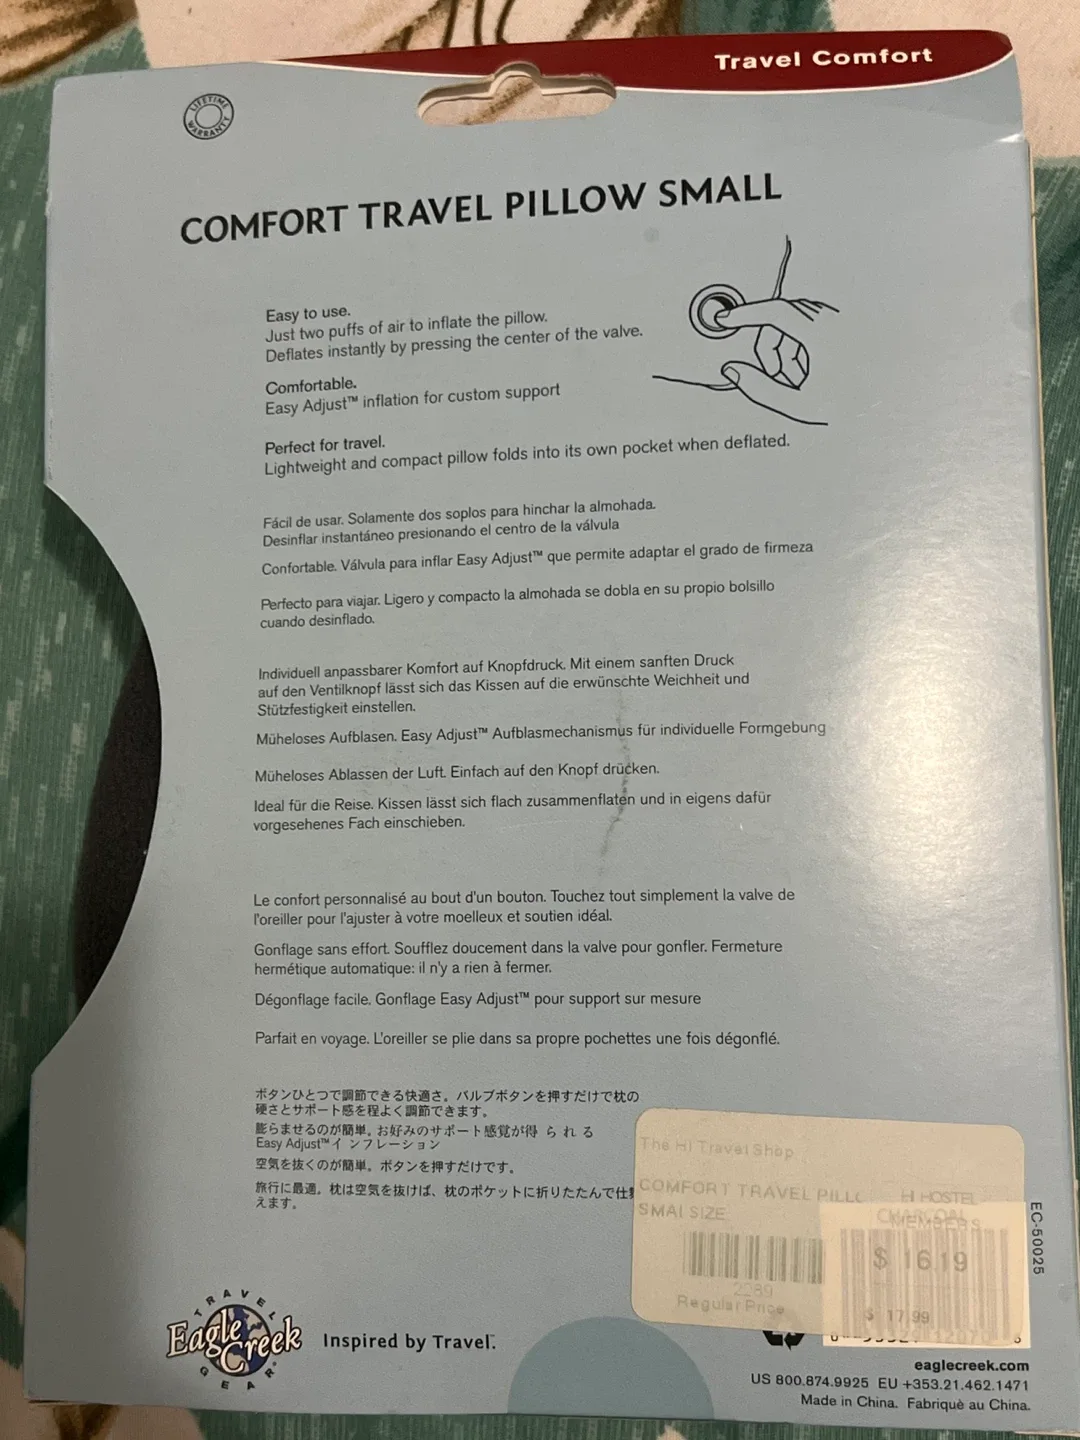 Travel Comfort
LIFETIME WARRANTY
COMFORT TRAVEL PILLOW SMALL
Easy to use.
Just two puffs of air to inflate the pillow.
Deflates instantly by pressing the center of the valve.
Comfortable.
Easy Adjust™ inflation for custom support
Perfect for travel.
Lightweight and compact pillow folds into its own pocket when deflated.
Fácil de usar. Solamente dos soplos para hinchar la almohada.
Desinflar instantáneo presionando el centro de la válvula
Confortable. Válvula para inflar Easy Adjust™ que permite adaptar el grado de firmeza
Perfecto para viajar. Ligero y compacto la almohada se dobla en su propio bolsillo
cuando desinflado.
Individuell anpassbarer Komfort auf Knopfdruck. Mit einem sanften Druck
auf den Ventilknopf lässt sich das Kissen auf die erwünschte Weichheit und
Stützfestigkeit einstellen.
Müheloses Aufblasen. Easy Adjust™ Aufblasmechanismus für individuelle Formgebung
Müheloses Ablassen der Luft. Einfach auf den Knopf drücken.
Ideal für die Reise. Kissen lässt sich flach zusammenflaten und in eigens dafür
vorgesehenes Fach einschieben.
Le confort personnalisé au bout d'un bouton. Touchez tout simplement la valve de
l'oreiller pour l'ajuster à votre moelleux et soutien idéal.
Gonflage sans effort. Soufflez doucement dans la valve pour gonfler. Fermeture
hermétique automatique: il n'y a rien à fermer.
Dégonflage facile. Gonflage Easy Adjust™ pour support sur mesure
Parfait en voyage. L'oreiller se plie dans sa propre pochettes une fois dégonflé.
ボタンひとつで調節できる快適さ。バルブボタンを押すだけで枕の
硬さとサポート感を程よく調節できます。
膨らませるのが簡単。お好みのサポート感覚が得 ら れ る
Easy Adjust™イ ンフレーション
空気を抜くのが簡単。ボタンを押すだけです。
旅行に最適。枕は空気を抜けば、枕のポケットに折りたたんで仕
えます。
The HI Travel Shop
COMFORT TRAVEL PILLO
SMAL SIZE
CHARCOAL
2289
Regular Price
HI HOSTEL
MEMBERS
$ 16.19
$ 17.99
EC-50025
TRAVEL
Eagle Creek
GEAR
Inspired by Travel.™
eaglecreek.com
US 800.874.9925 EU +353.21.462.1471
Made in China. Fabriquè au China.